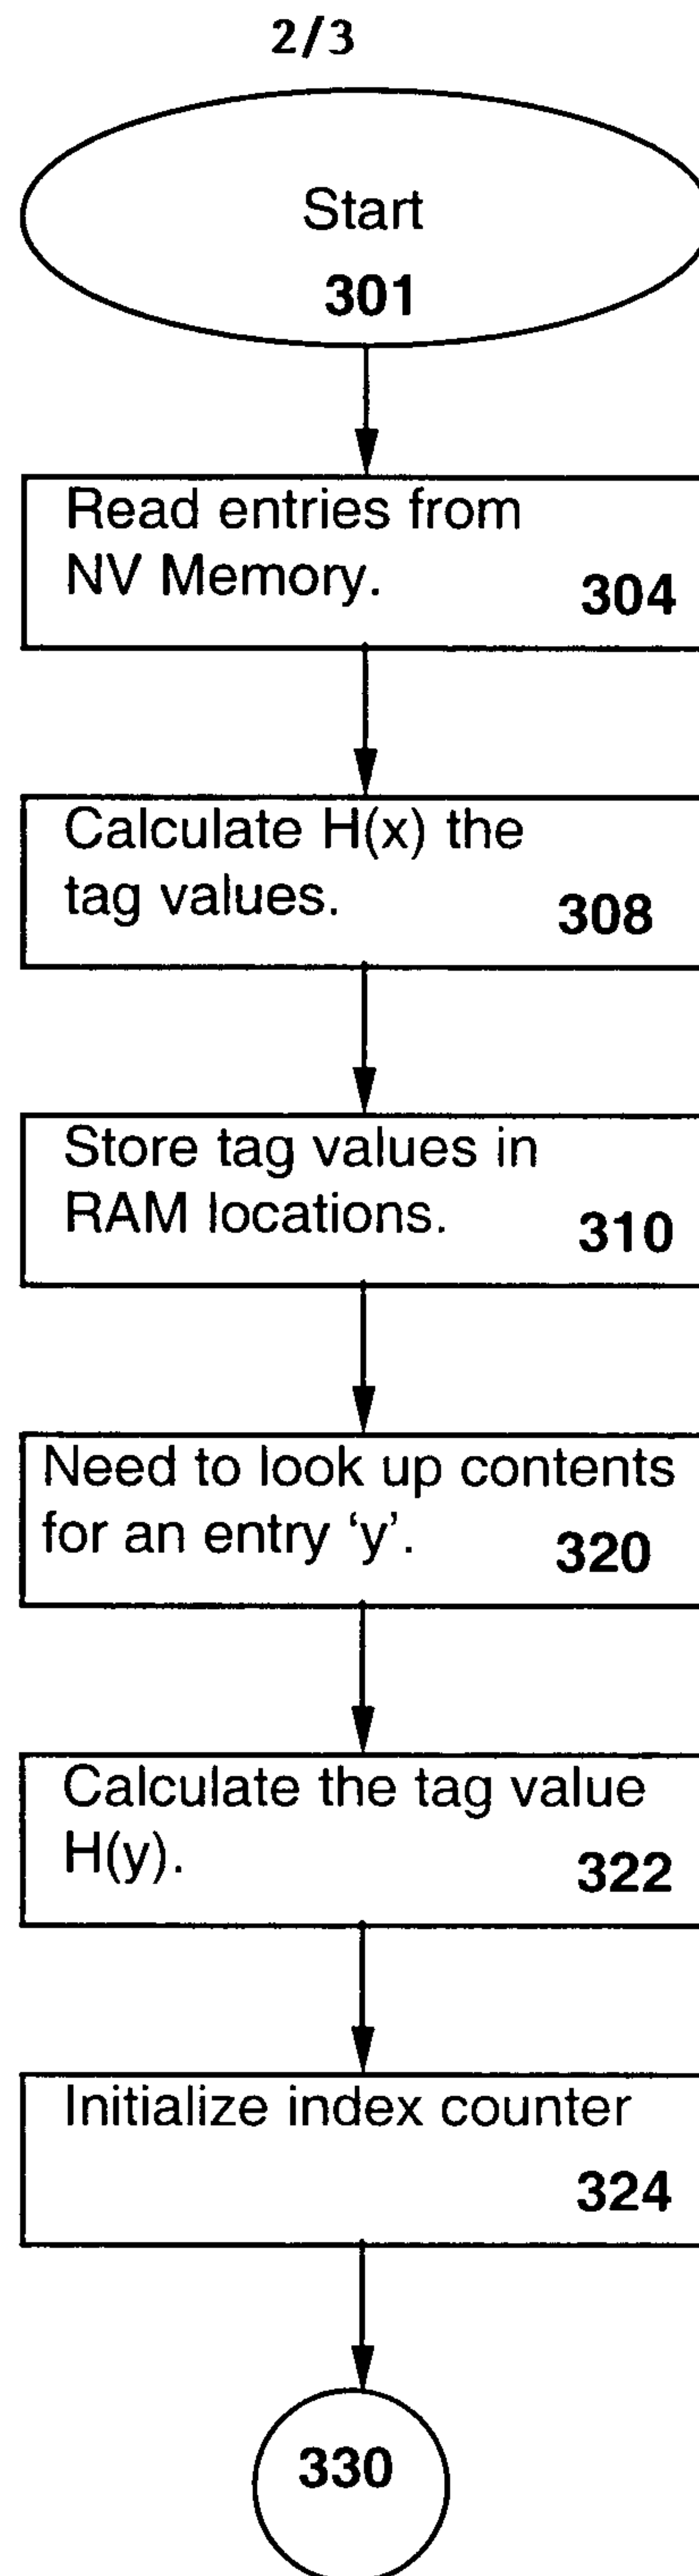 2/3
Start
301
Read entries from
NV Memory.
304
Calculate H(x) the
tag values.
308
Store tag values in
RAM locations.
310
Need to look up contents
for an entry ‘y’.
320
Calculate the tag value
H(y).
322
Initialize index counter
324
330